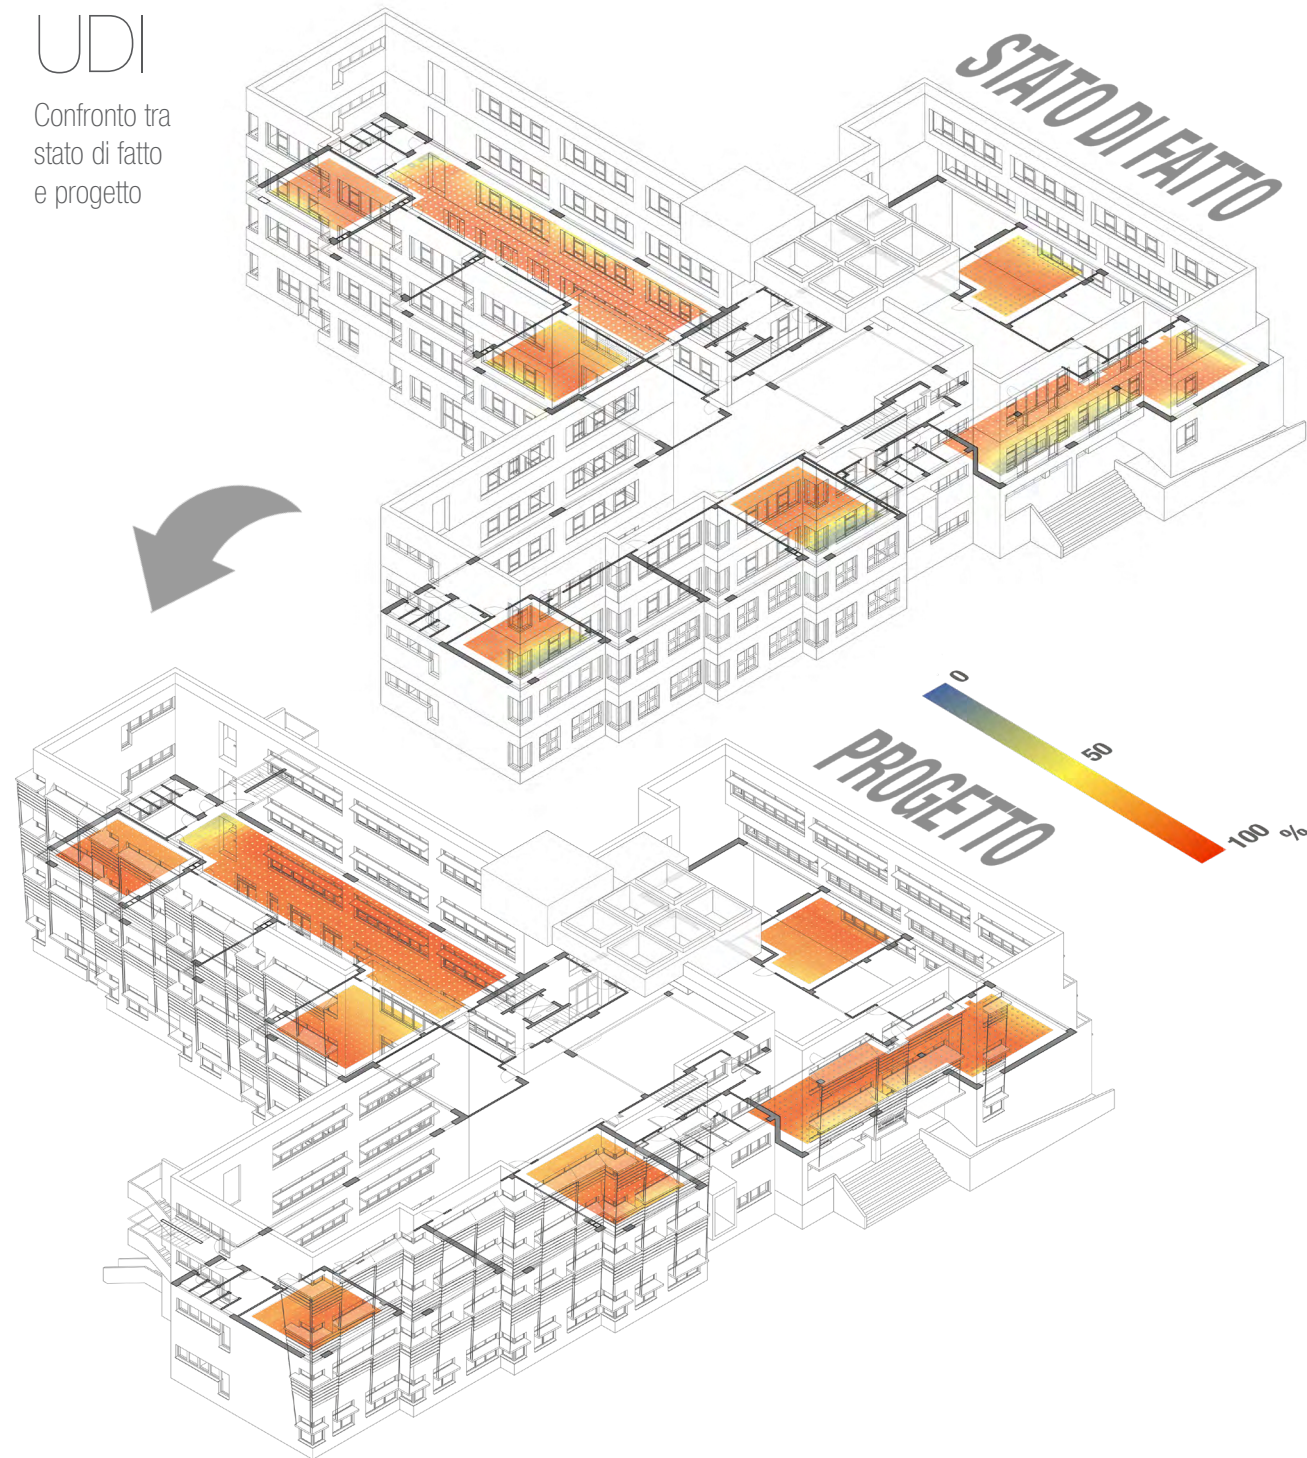 UDI
Confronto tra
stato di fatto
e progetto
STATO DI FATTO
PROGETTO
0
50
100 %